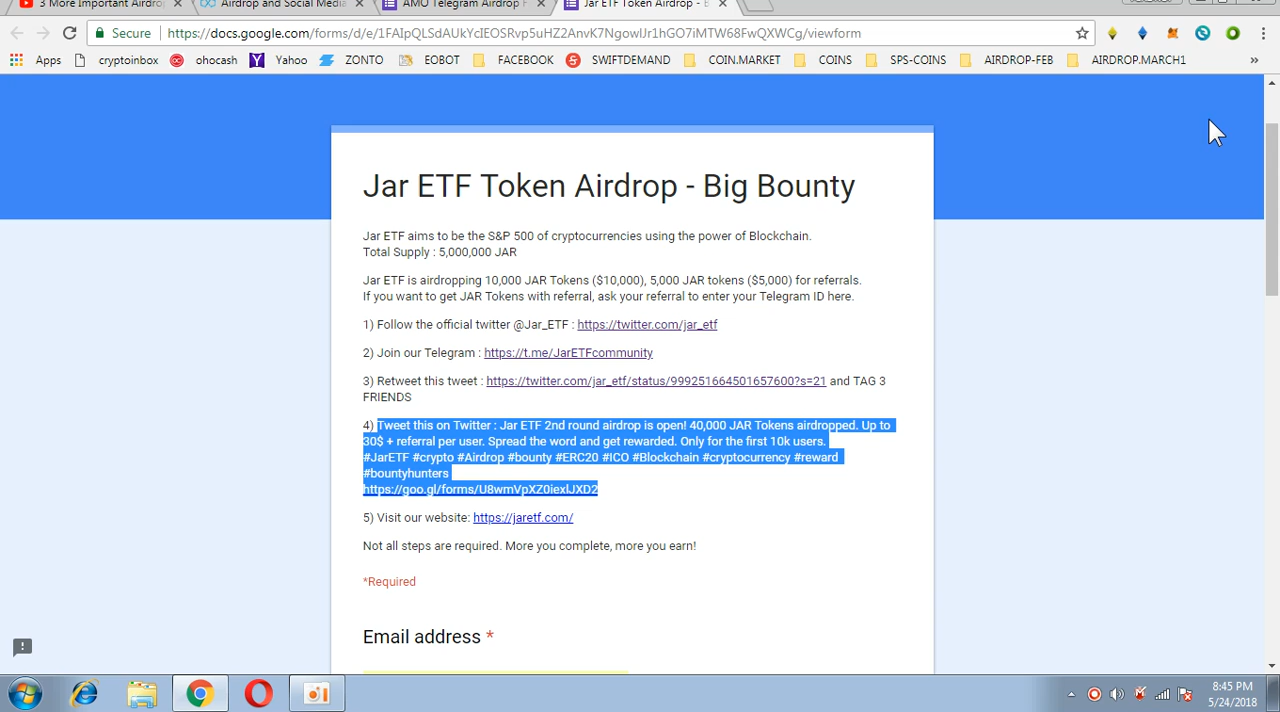 3 More Important Airdro
Airdrop and Social Media
AMO Telegram Airdrop F
Jar ETF Token Airdrop - B
Secure
https://docs.google.com/forms/d/e/1FAIpQLSdAUkYcIEOSRvp5uHZ2AnvK7NgowIJr1hGO7iMTW68FwQXWCg/viewform
Apps cryptoinbox ohocash Yahoo ZONTO EOBOT FACEBOOK SWIFTDEMAND COIN.MARKET COINS SPS-COINS AIRDROP-FEB AIRDROP.MARCH1 »
Jar ETF Token Airdrop - Big Bounty
Jar ETF aims to be the S&P 500 of cryptocurrencies using the power of Blockchain.
Total Supply : 5,000,000 JAR
Jar ETF is airdropping 10,000 JAR Tokens ($10,000), 5,000 JAR tokens ($5,000) for referrals.
If you want to get JAR Tokens with referral, ask your referral to enter your Telegram ID here.
1) Follow the official twitter @Jar_ETF : https://twitter.com/jar_etf
2) Join our Telegram : https://t.me/JarETFcommunity
3) Retweet this tweet : https://twitter.com/jar_etf/status/999251664501657600?s=21 and TAG 3
FRIENDS
4) Tweet this on Twitter : Jar ETF 2nd round airdrop is open! 40,000 JAR Tokens airdropped. Up to
30$ + referral per user. Spread the word and get rewarded. Only for the first 10k users.
#JarETF #crypto #Airdrop #bounty #ERC20 #ICO #Blockchain #cryptocurrency #reward
#bountyhunters
https://goo.gl/forms/U8wmVpXZ0iexlJXD2
5) Visit our website: https://jaretf.com/
Not all steps are required. More you complete, more you earn!
*Required
Email address *
8:45 PM
5/24/2018